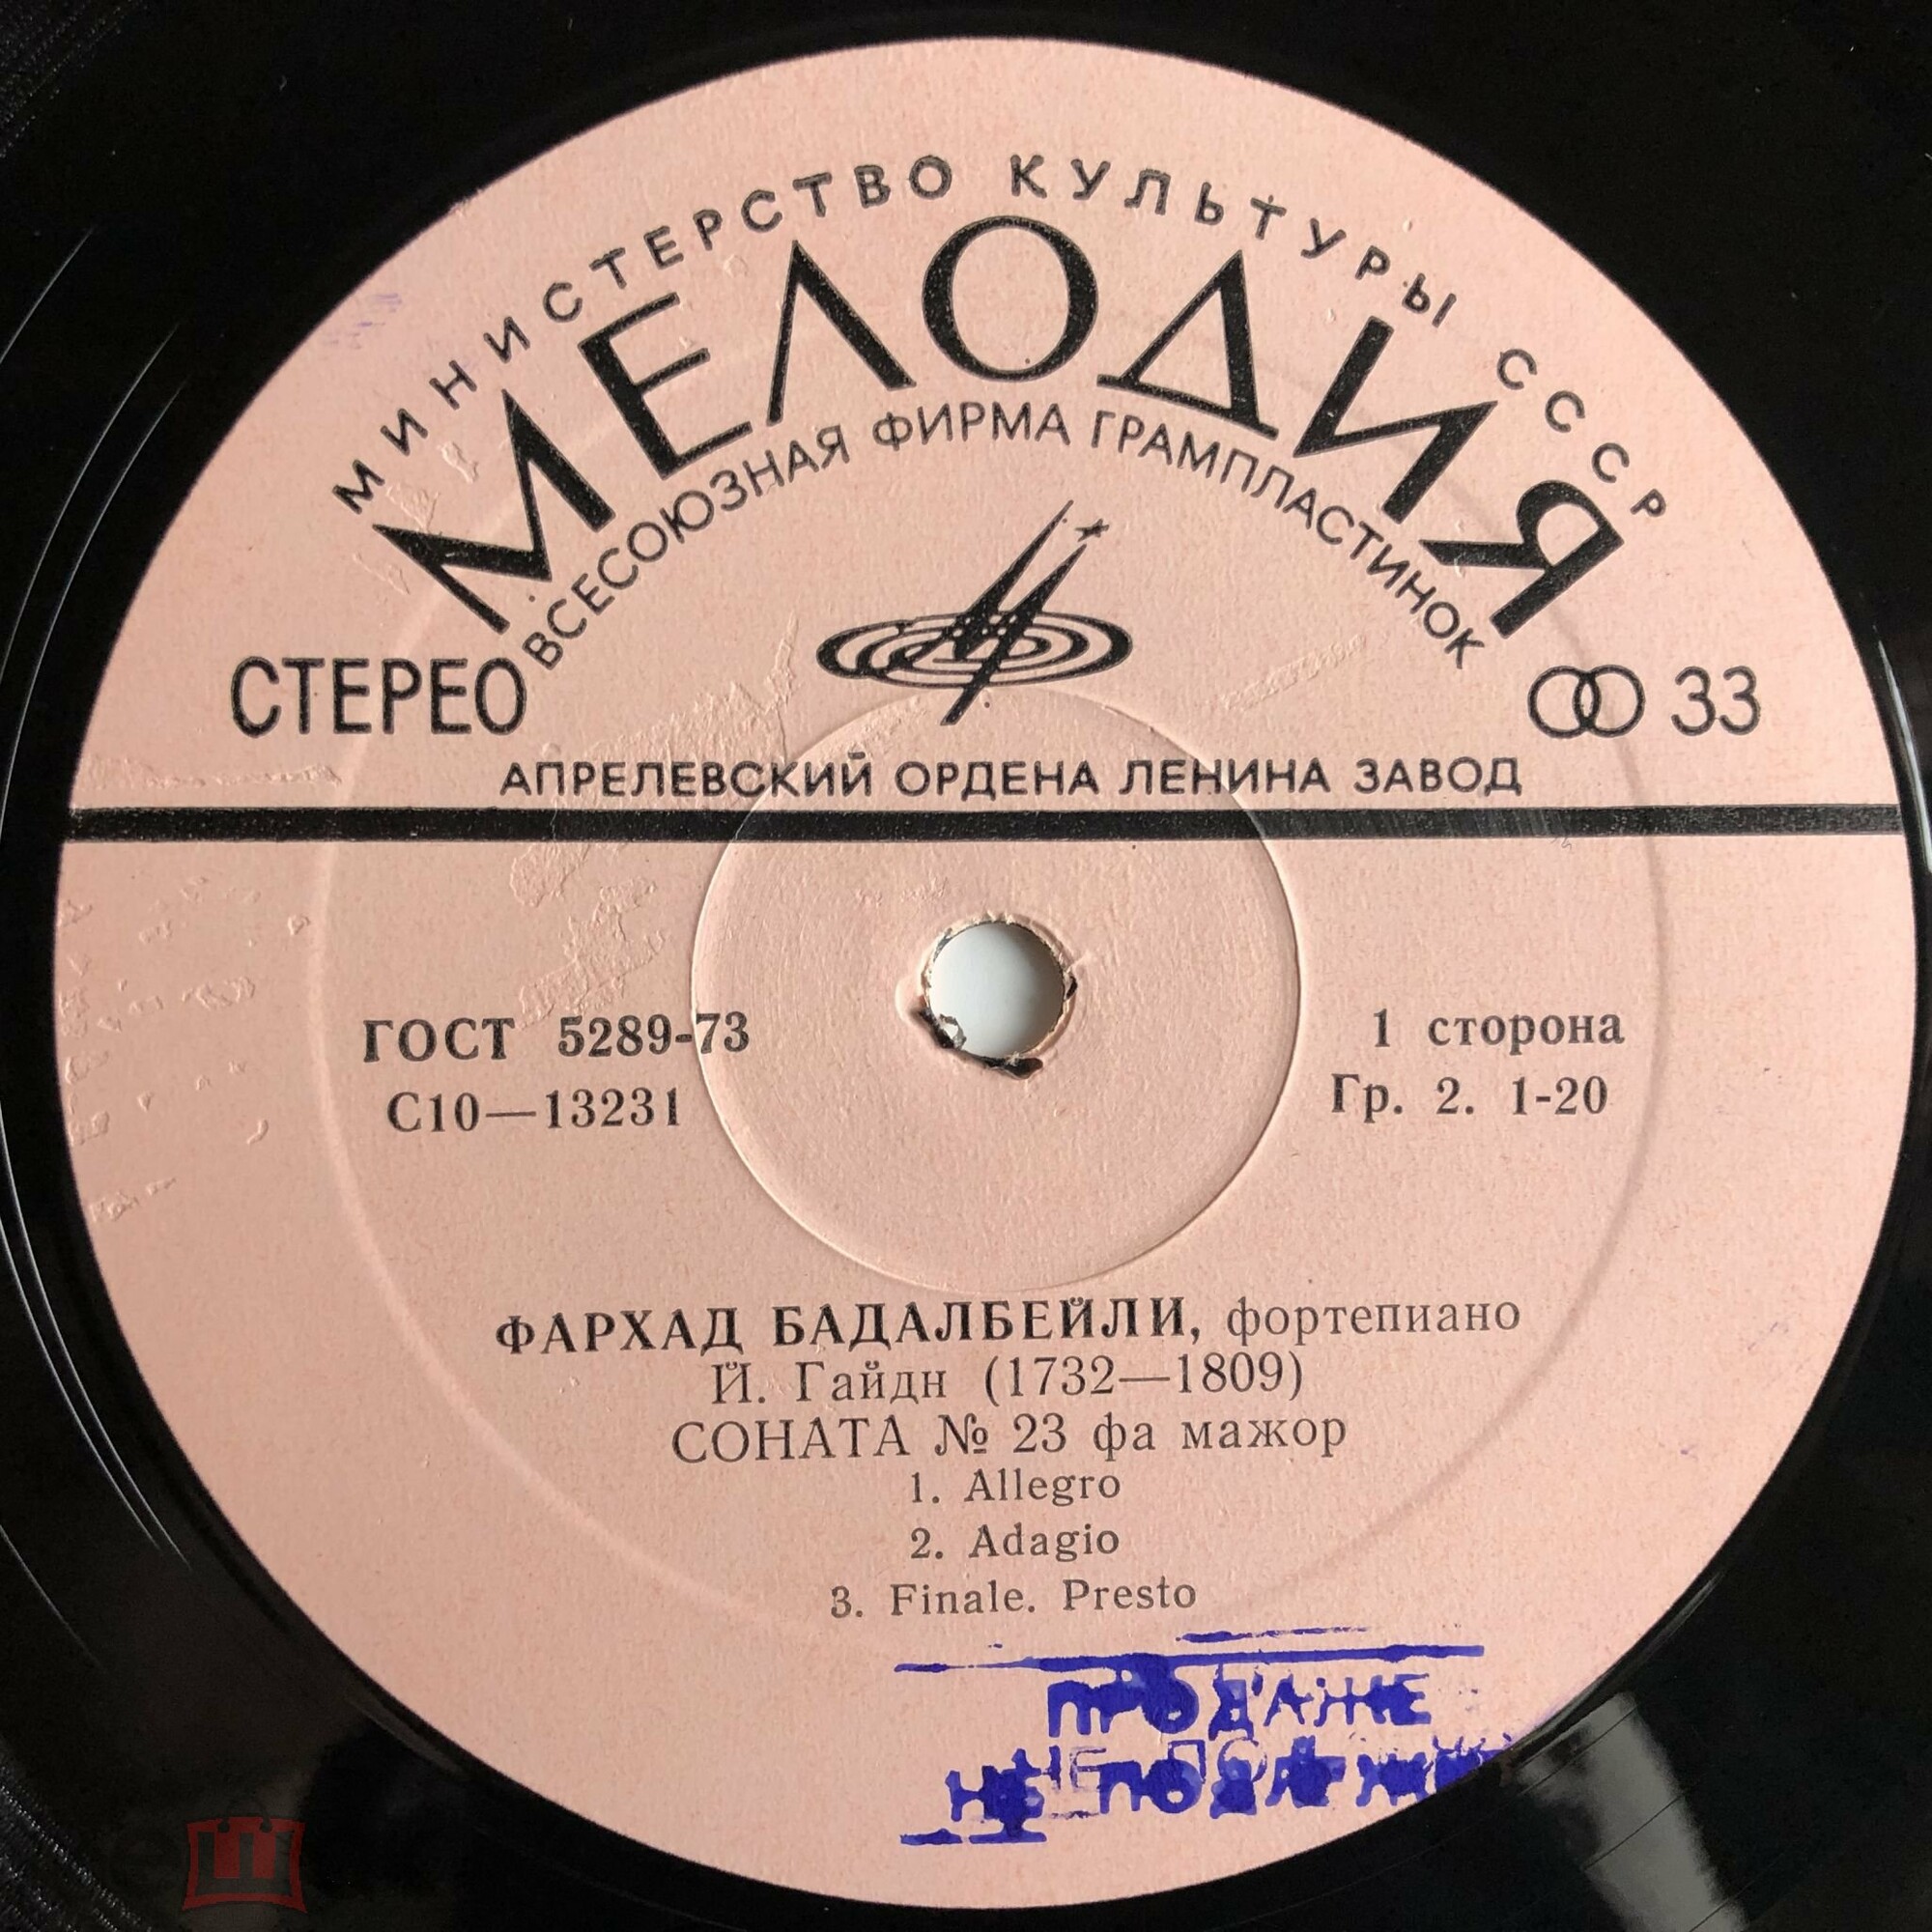 МИНИСТЕРСТВО КУЛЬТУРЫ СССР
МЕЛОДИЯ
ВСЕСОЮЗНАЯ ФИРМА ГРАМПЛАСТИНОК
СТЕРЕО
33
АПРЕЛЕВСКИЙ ОРДЕНА ЛЕНИНА ЗАВОД
ГОСТ 5289-73
1 сторона
С10—13231
Гр. 2. 1-20
ФАРХАД БАДАЛБЕЙЛИ, фортепиано
Й. Гайдн (1732—1809)
СОНАТА № 23 фа мажор
1. Allegro
2. Adagio
3. Finale. Presto
ПРОДАЖЕ
НЕ